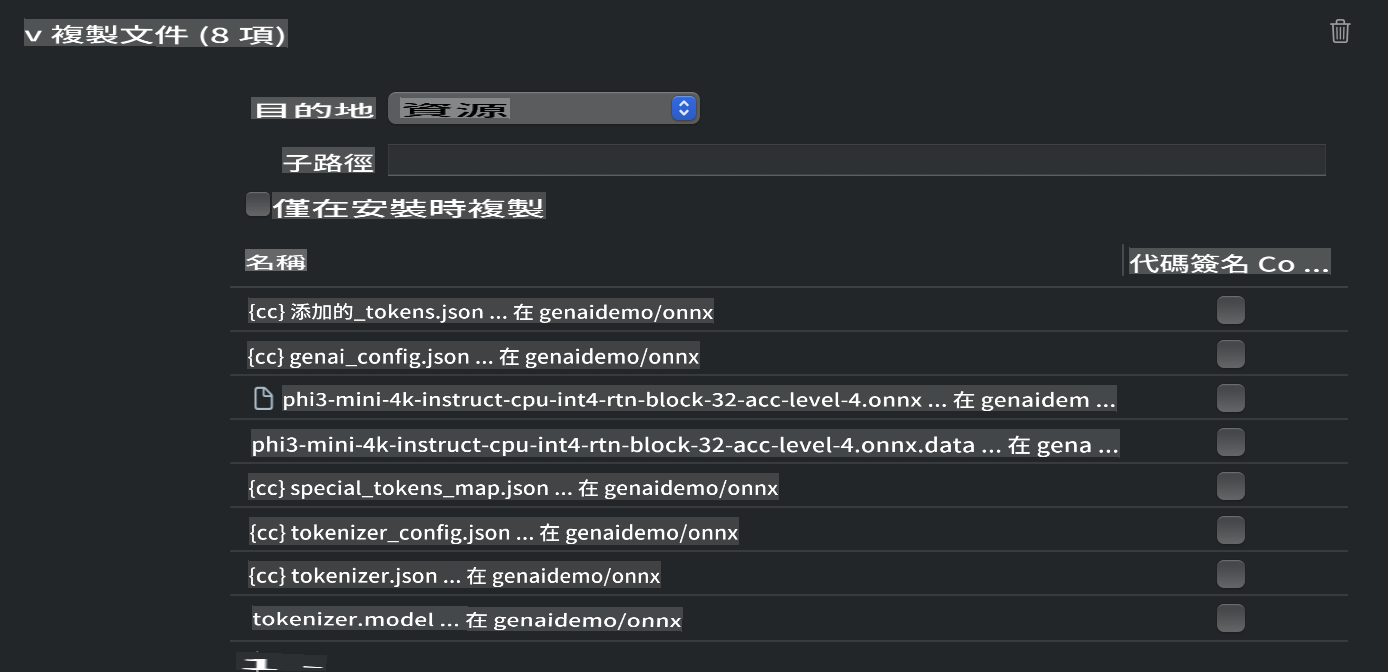 v 複製文件 (8 項)
目的地 資源
子路徑
僅在安裝時複製
名稱 代碼簽名 Co ...
{cc} 添加的_tokens.json ... 在 genaidemo/onnx
{cc} genai_config.json ... 在 genaidemo/onnx
phi3-mini-4k-instruct-cpu-int4-rtn-block-32-acc-level-4.onnx ... 在 genaidem ...
phi3-mini-4k-instruct-cpu-int4-rtn-block-32-acc-level-4.onnx.data ... 在 gena ...
{cc} special_tokens_map.json ... 在 genaidemo/onnx
{cc} tokenizer_config.json ... 在 genaidemo/onnx
{cc} tokenizer.json ... 在 genaidemo/onnx
tokenizer.model ... 在 genaidemo/onnx